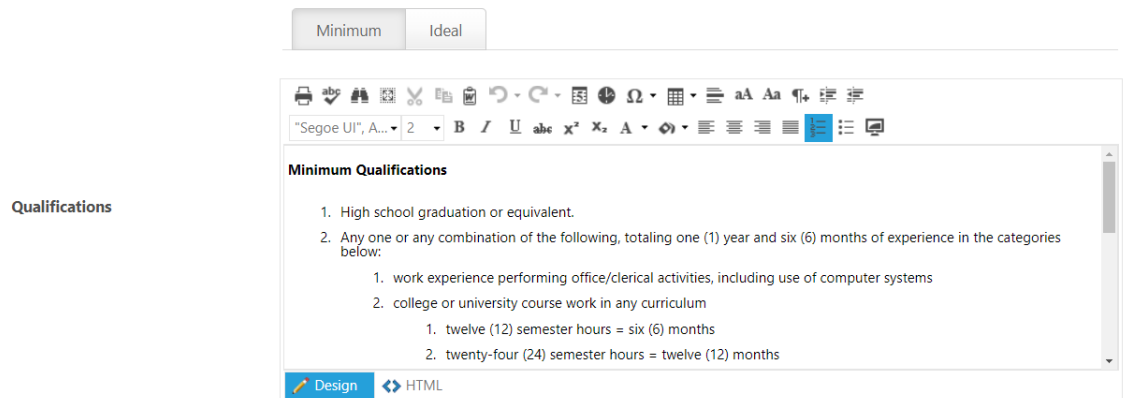 Minimum Ideal
"Segoe UI", A... 2 B I U abc x² X₂ A
Minimum Qualifications
Qualifications
1. High school graduation or equivalent.
2. Any one or any combination of the following, totaling one (1) year and six (6) months of experience in the categories
below:
1. work experience performing office/clerical activities, including use of computer systems
2. college or university course work in any curriculum
1. twelve (12) semester hours = six (6) months
2. twenty-four (24) semester hours = twelve (12) months
Design HTML